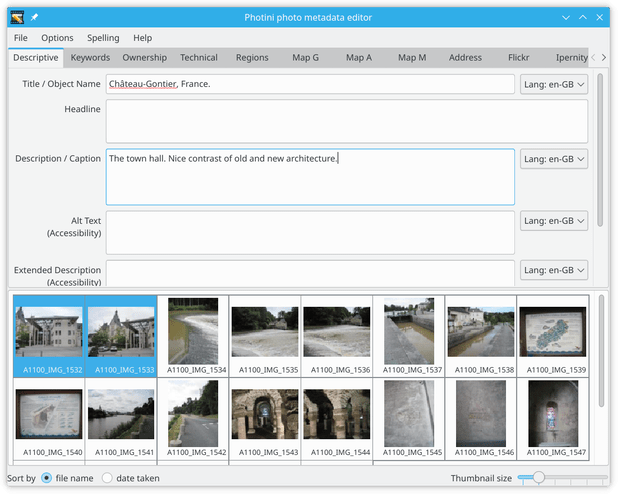 Photini photo metadata editor
File Options Spelling Help
Descriptive Keywords Ownership Technical Regions Map G Map A Map M Address Flickr Ipernity
Title / Object Name Château-Gontier, France. Lang: en-GB
Headline
Description / Caption The town hall. Nice contrast of old and new architecture. Lang: en-GB
Alt Text Lang: en-GB
(Accessibility)
Extended Description Lang: en-GB
(Accessibility)
A1100_IMG_1532 A1100_IMG_1533 A1100_IMG_1534 A1100_IMG_1535 A1100_IMG_1536 A1100_IMG_1537 A1100_IMG_1538 A1100_IMG_1539
A1100_IMG_1540 A1100_IMG_1541 A1100_IMG_1542 A1100_IMG_1543 A1100_IMG_1544 A1100_IMG_1545 A1100_IMG_1546 A1100_IMG_1547
Sort by file name date taken Thumbnail size